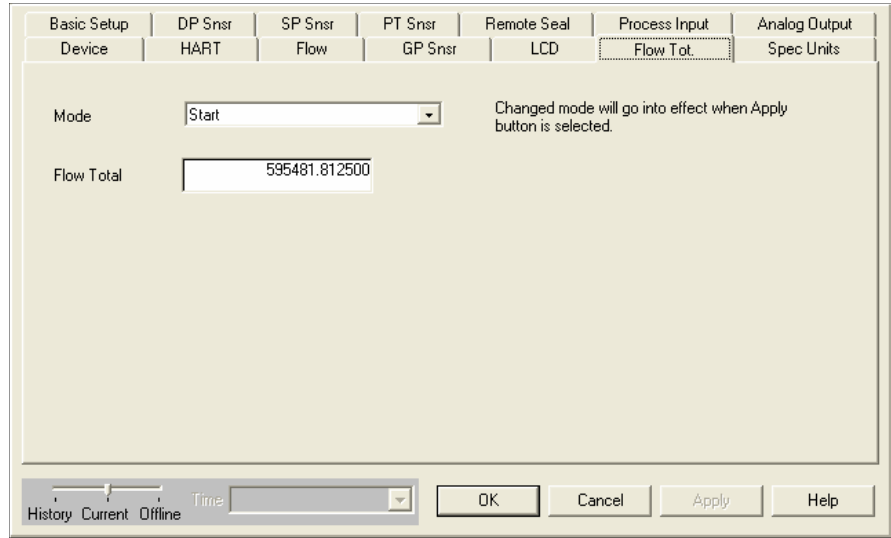 Basic Setup DP Snsr SP Snsr PT Snsr Remote Seal Process Input Analog Output
Device HART Flow GP Snsr LCD Flow Tot. Spec Units
Mode Start Changed mode will go into effect when Apply
button is selected.
Flow Total 595481.812500
Time OK Cancel Apply Help
History Current Offline